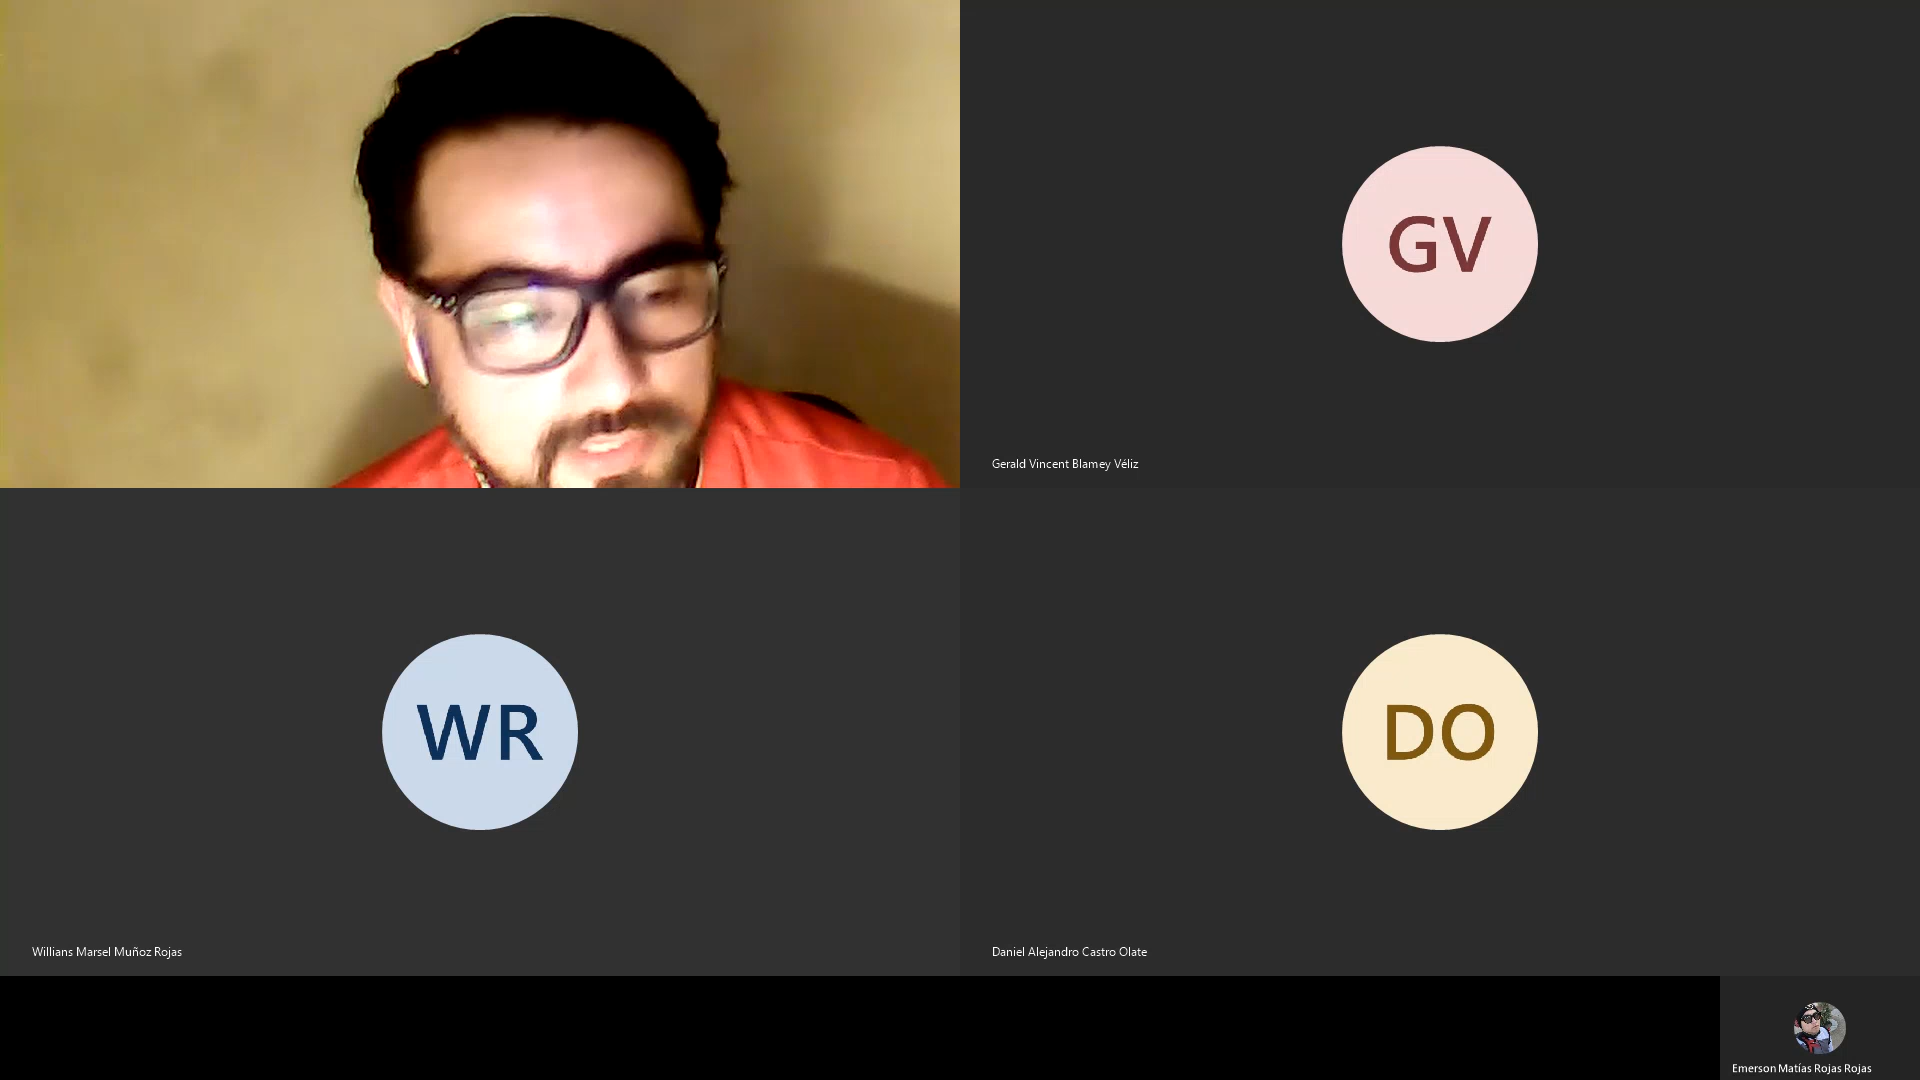 GV
Gerald Vincent Blamey Véliz
WR
DO
Willians Marsel Muñoz Rojas
Daniel Alejandro Castro Olate
Emerson Matías Rojas Rojas